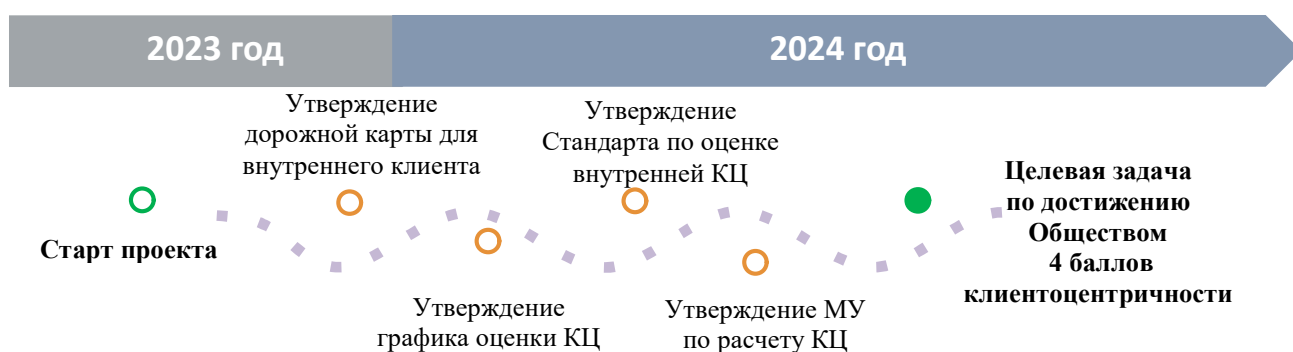 2023 год
2024 год
Утверждение
дорожной карты для
внутреннего клиента
Утверждение
Стандарта по оценке
внутренней КЦ
Целевая задача
по достижению
Обществом
4 баллов
клиентоцентричности
Старт проекта
Утверждение
графика оценки КЦ
Утверждение МУ
по расчету КЦ